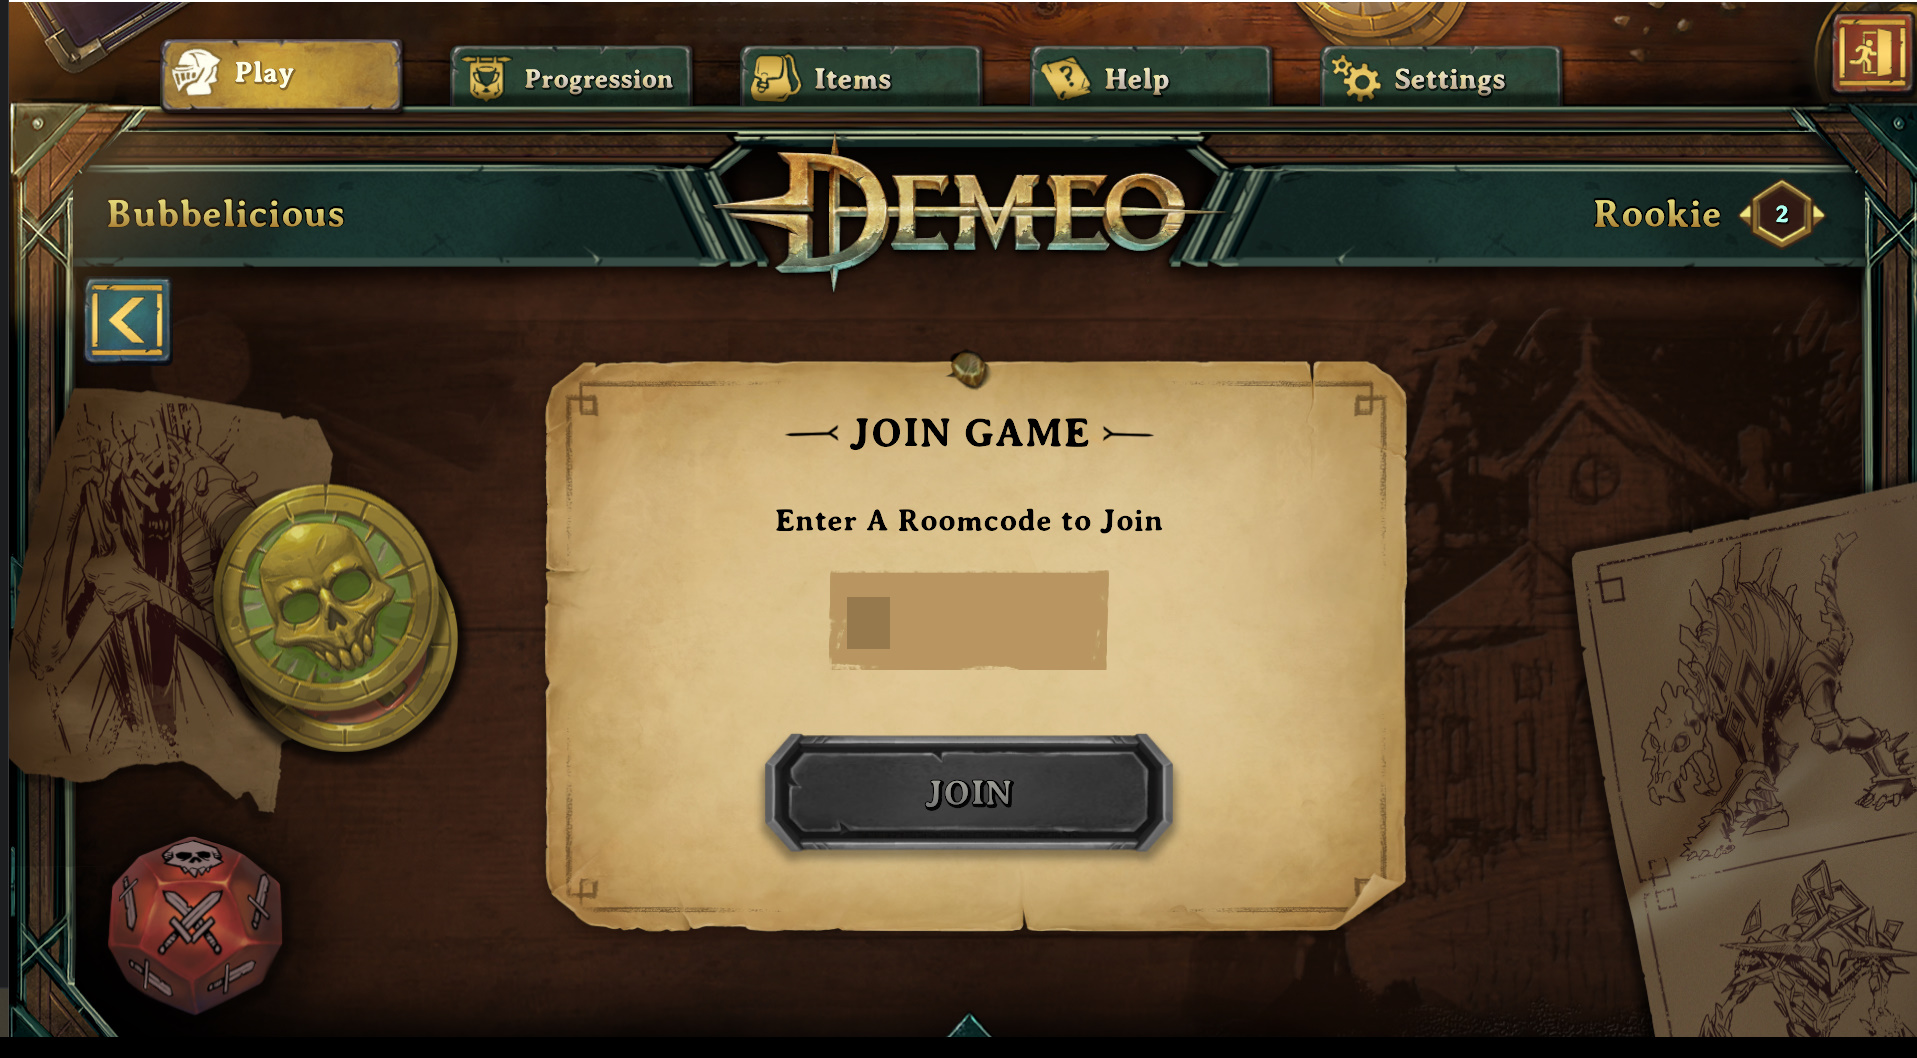 Play
Progression
Items
Help
Settings
Bubbelicious
DEMEO
Rookie 2
JOIN GAME
Enter A Roomcode to Join
JOIN